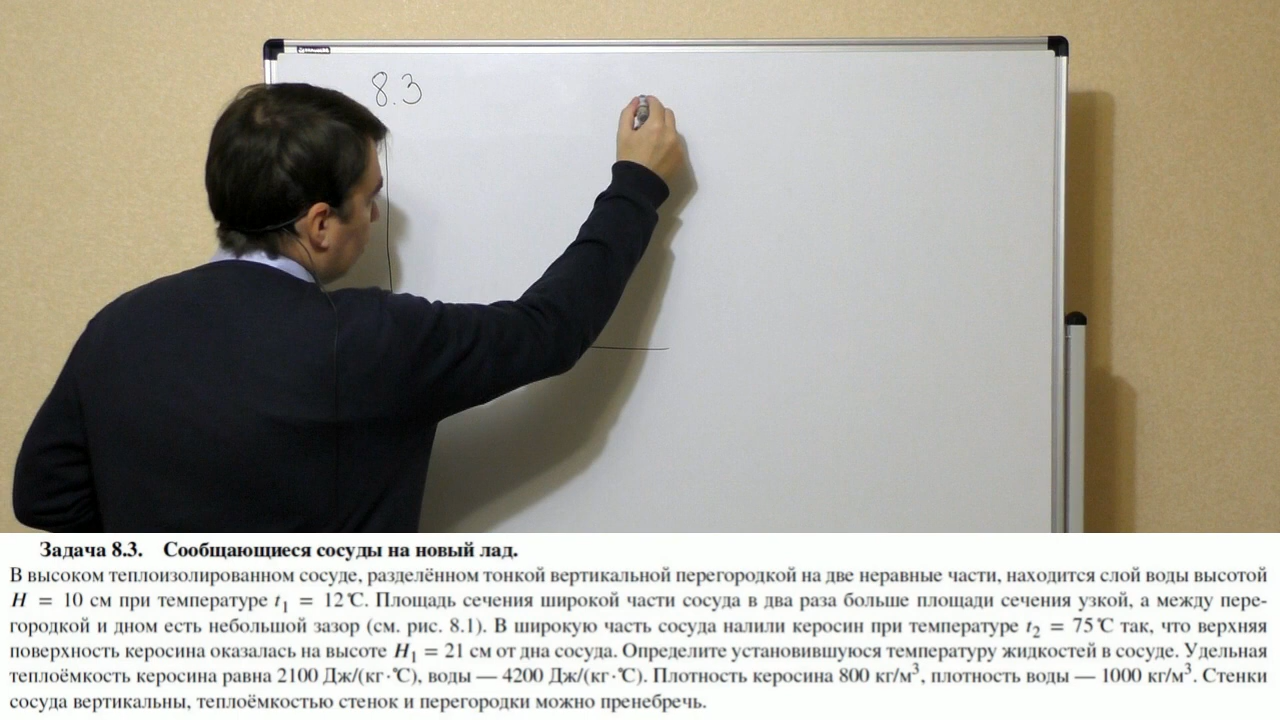 8.3
Задача 8.3. Сообщающиеся сосуды на новый лад.
В высоком теплоизолированном сосуде, разделённом тонкой вертикальной перегородкой на две неравные части, находится слой воды высотой
H = 10 см при температуре t₁ = 12℃. Площадь сечения широкой части сосуда в два раза больше площади сечения узкой, а между пере-
городкой и дном есть небольшой зазор (см. рис. 8.1). В широкую часть сосуда налили керосин при температуре t₂ = 75℃ так, что верхняя
поверхность керосина оказалась на высоте H₁ = 21 см от дна сосуда. Определите установившуюся температуру жидкостей в сосуде. Удельная
теплоёмкость керосина равна 2100 Дж/(кг·℃), воды — 4200 Дж/(кг·℃). Плотность керосина 800 кг/м³, плотность воды — 1000 кг/м³. Стенки
сосуда вертикальны, теплоёмкостью стенок и перегородки можно пренебречь.